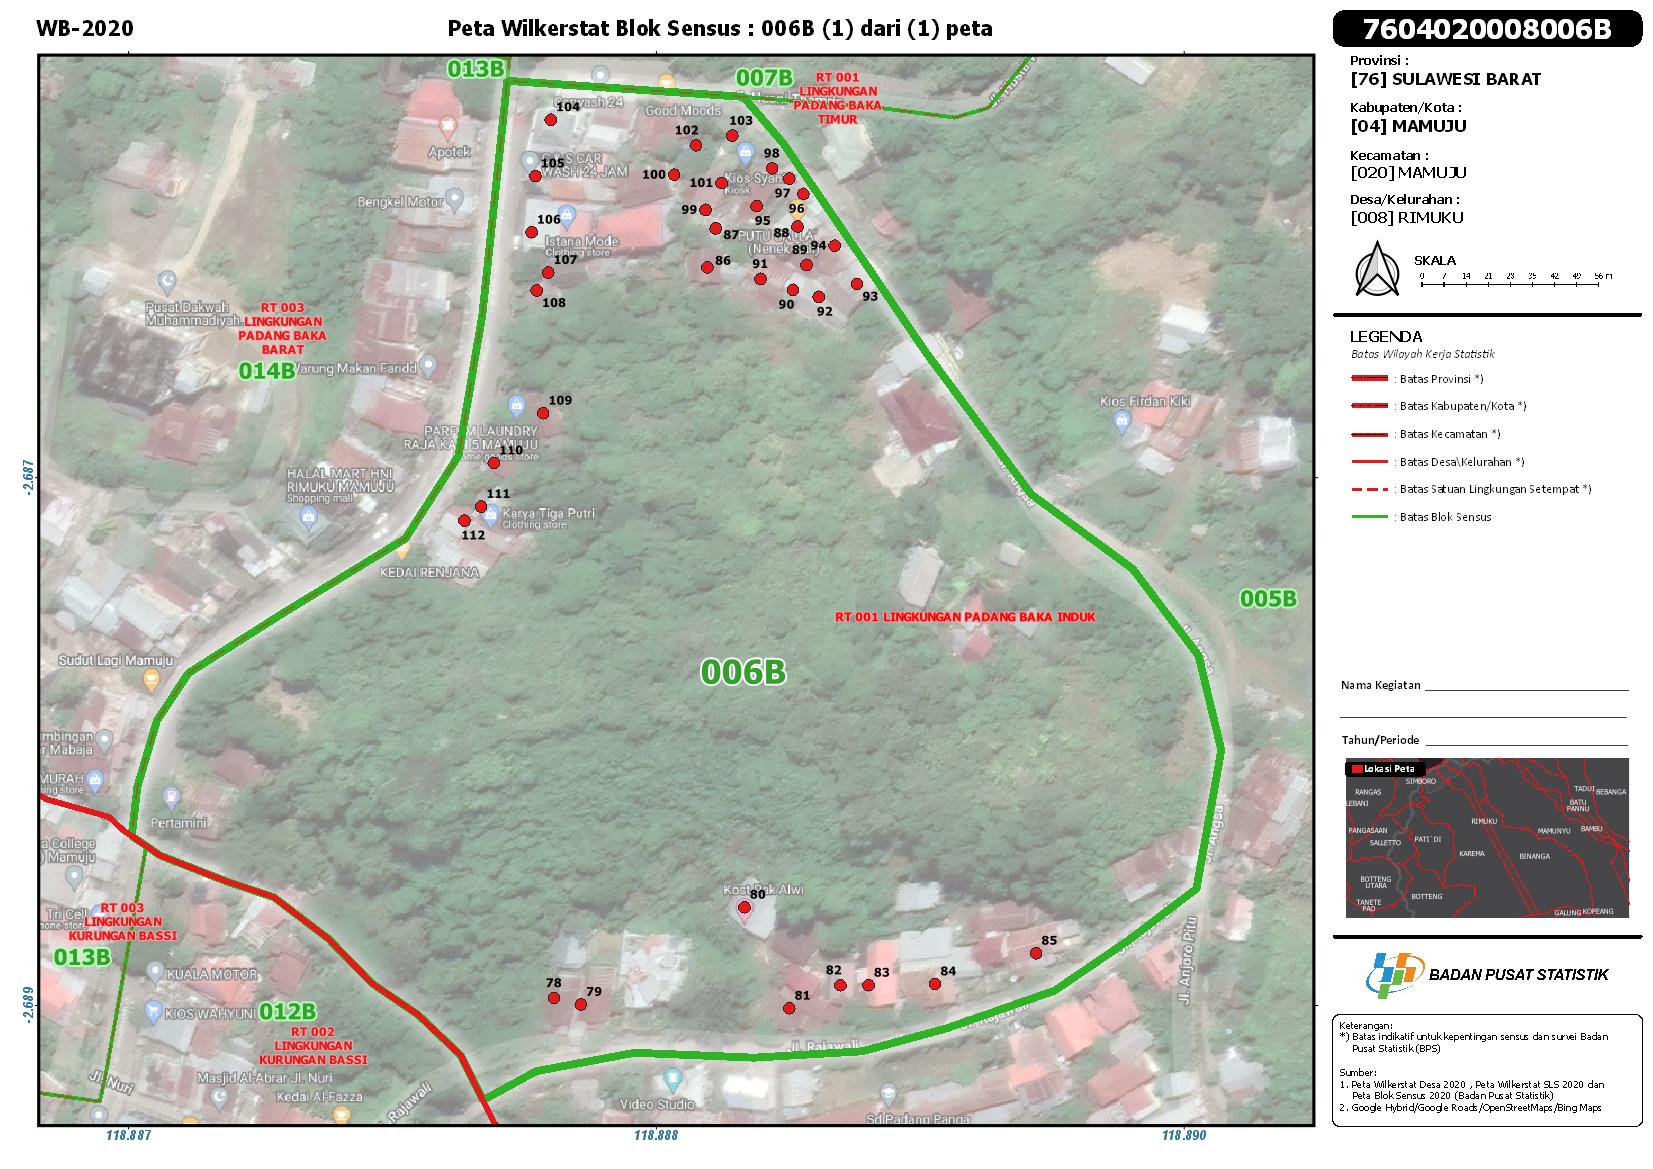 WB-2020
Peta Wilkerstat Blok Sensus : 006B (1) dari (1) peta
7604020008006B
Provinsi :
[76] SULAWESI BARAT
Kabupaten/Kota :
[04] MAMUJU
Kecamatan :
[020] MAMUJU
Desa/Kelurahan :
[008] RIMUKU
SKALA
0 7 14 21 28 35 42 49 56 m
LEGENDA
Batas Wilayah Kerja Statistik
: Batas Provinsi *)
: Batas Kabupaten/Kota *)
: Batas Kecamatan *)
: Batas Desa\Kelurahan *)
: Batas Satuan Lingkungan Setempat *)
: Batas Blok Sensus
Nama Kegiatan
Tahun/Periode
Lokasi Peta
SIMBORO
RANGAS
TADUI
BEBANGA
LEBANI
BATU
PANNU
RIMUKU
PANGASAAN
MAMUNYU
BAMBU
SALLETTO
PATI`DI
KAREMA
BINANGA
BOTTENG
UTARA
BOTTENG
TANETE
PAO
GALUNG
KOPEANG
BADAN PUSAT STATISTIK
Keterangan:
*) Batas indikatif untuk kepentingan sensus dan survei Badan
Pusat Statistik (BPS)
Sumber:
1. Peta Wilkerstat Desa 2020 , Peta Wilkerstat SLS 2020 dan
Peta Blok Sensus 2020 (Badan Pusat Statistik)
2. Google Hybrid/Google Roads/OpenStreetMaps/Bing Maps
013B
007B
RT 001
LINGKUNGAN
PADANG BAKA
TIMUR
104
Good Moods
103
102
Apotek
105
CAR
WASH 24 JAM
98
100
101
Kios Syam
Kiosk
97
Bengkel Motor
99
95
96
106
87
88
94
Istana Mode
Clothing store
89
(Nenek
107
86
91
108
90
92
93
Pusat Dakwah
Muhammadiyah
RT 003
LINGKUNGAN
PADANG BAKA
BARAT
014B
Warung Makan Faridd
109
Kios Firdan Kiki
110
HALAL MART HNI
RIMUKU MAMUJU
Shopping mall
111
Karya Tiga Putri
Clothing store
112
KEDAI RENJANA
Jl. Angsa
005B
RT 001 LINGKUNGAN PADANG BAKA INDUK
006B
Jl. Angsa
Sudut Lagi Mamuju
mbingan
r Mabaja
MURAH
ing store
Pertamini
Jl. Angsa
a College
Mamuju
Kost Pak Alwi
80
Tri Cell
RT 003
LINGKUNGAN
KURUNGAN BASSI
013B
85
Jl. Anjoro Pitu
KUALA MOTOR
78
79
82
83
84
81
KIOS WAHYUNI
012B
RT 002
LINGKUNGAN
KURUNGAN BASSI
Jl. Rajawali
Jl. Nuri
Masjid Al-Abrar Jl. Nuri
Kedai Al-Fazza
Rajawali
Video Studio
Sd Padang Panga
-2.687
-2.689
118.887
118.888
118.890